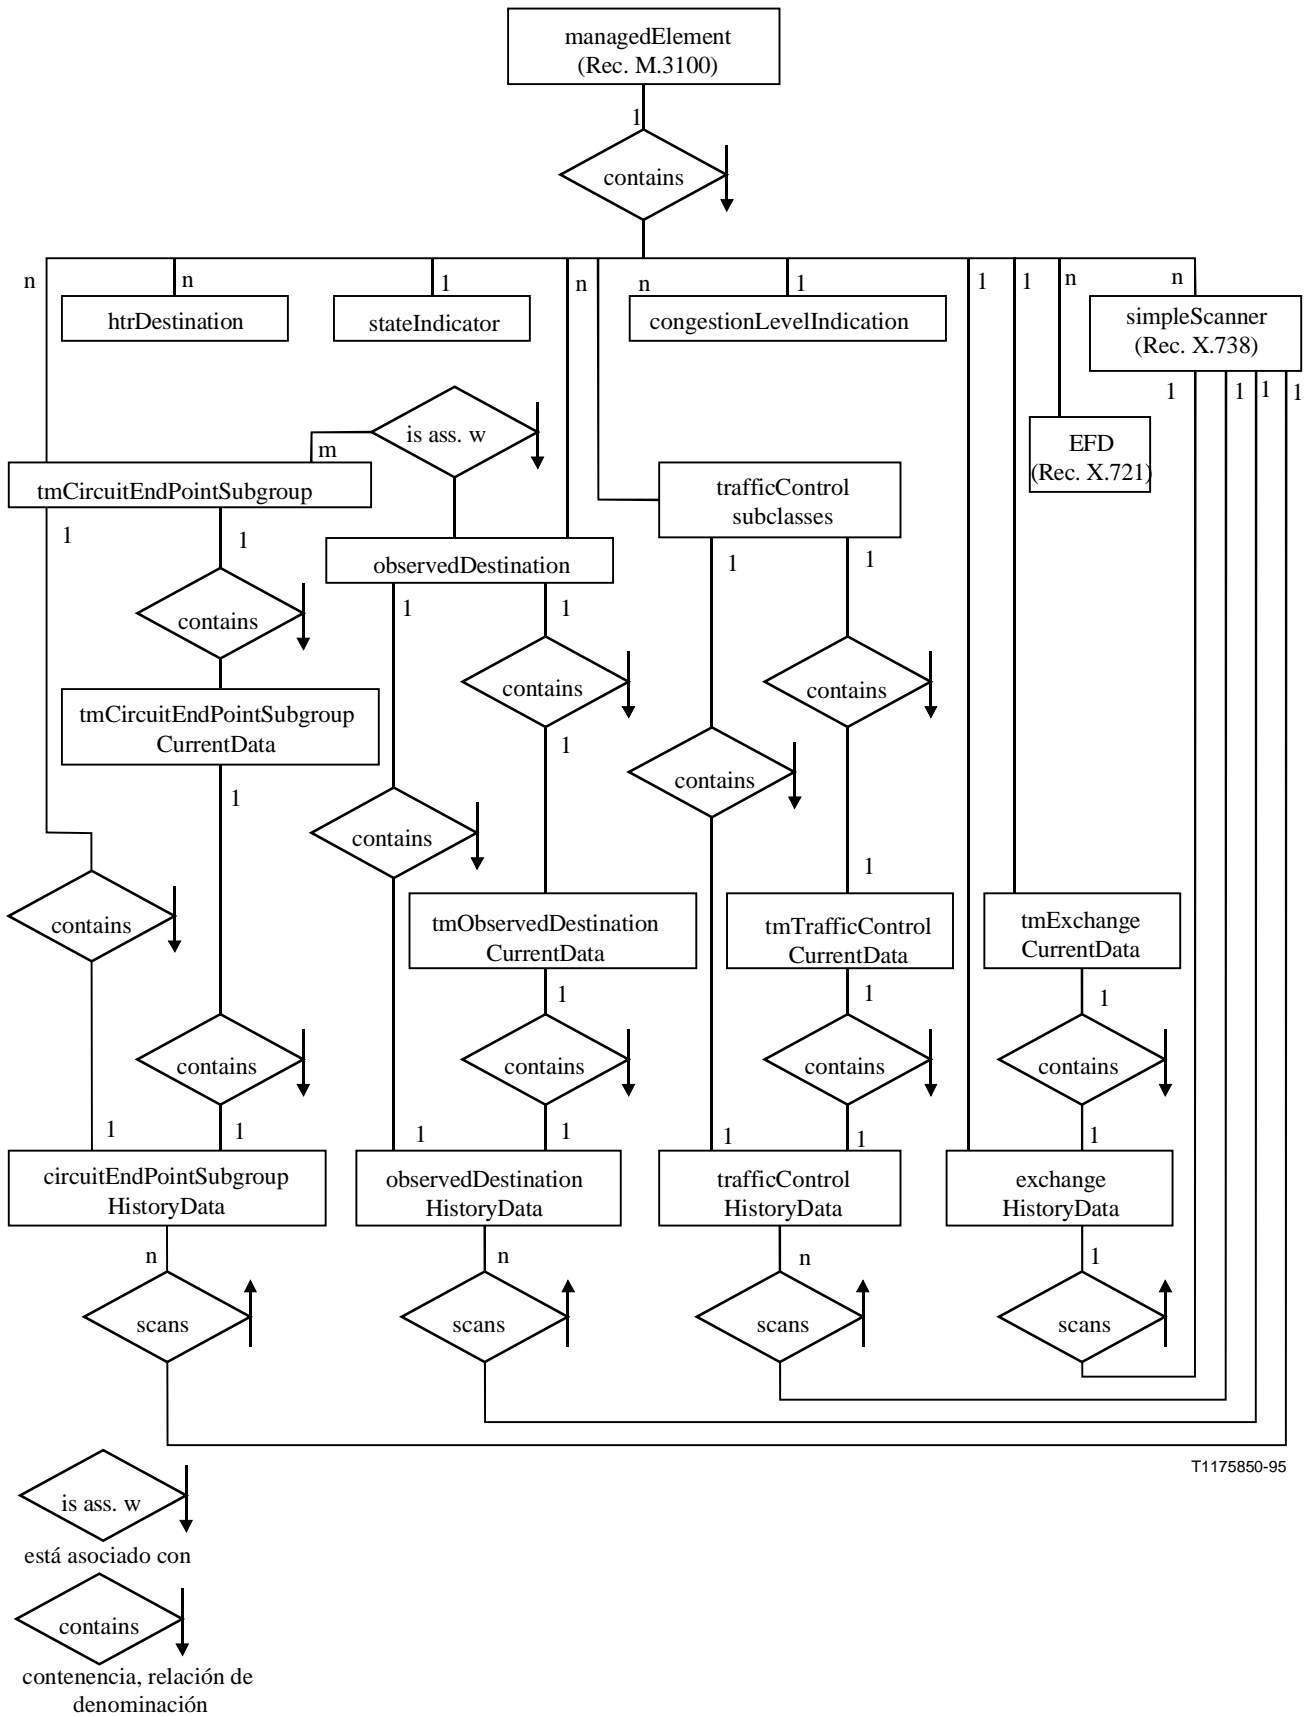 managedElement
(Rec. M.3100)
1
contains
n
n
1
n
n
1
1
1
n
n
htrDestination
stateIndicator
congestionLevelIndication
simpleScanner
(Rec. X.738)
1
1
1
1
is ass. w
m
EFD
(Rec. X.721)
tmCircuitEndPointSubgroup
trafficControl
subclasses
1
1
observedDestination
1
1
1
1
contains
contains
contains
tmCircuitEndPointSubgroup
CurrentData
1
contains
1
contains
1
contains
tmObservedDestination
CurrentData
tmTrafficControl
CurrentData
tmExchange
CurrentData
1
1
1
contains
contains
contains
contains
1
1
1
1
1
1
1
circuitEndPointSubgroup
HistoryData
observedDestination
HistoryData
trafficControl
HistoryData
exchange
HistoryData
n
n
n
1
scans
scans
scans
scans
T1175850-95
is ass. w
está asociado con
contains
contenencia, relación de
denominación